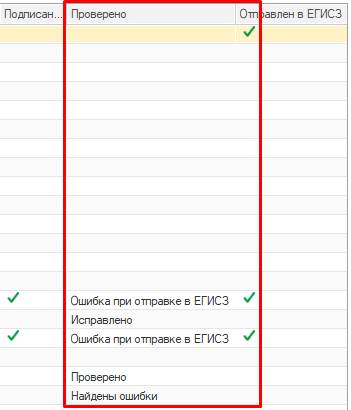 Подписан... Проверено Отправлен в ЕГИСЗ
Ошибка при отправке в ЕГИСЗ
Исправлено
Ошибка при отправке в ЕГИСЗ
Проверено
Найдены ошибки